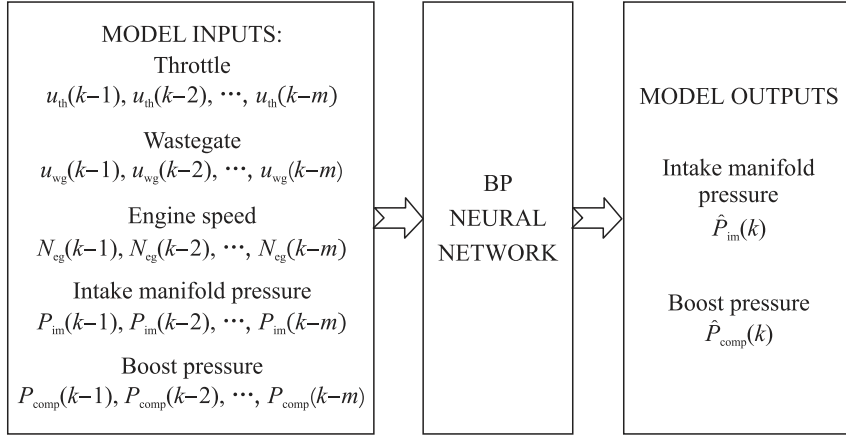 MODEL INPUTS:
Throttle
u_th(k−1), u_th(k−2), ⋯, u_th(k−m)
Wastegate
u_wg(k−1), u_wg(k−2), ⋯, u_wg(k−m)
Engine speed
N_eg(k−1), N_eg(k−2), ⋯, N_eg(k−m)
Intake manifold pressure
P_im(k−1), P_im(k−2), ⋯, P_im(k−m)
Boost pressure
P_comp(k−1), P_comp(k−2), ⋯, P_comp(k−m)
BP
NEURAL
NETWORK
MODEL OUTPUTS
Intake manifold
pressure
P̂_im(k)
Boost pressure
P̂_comp(k)